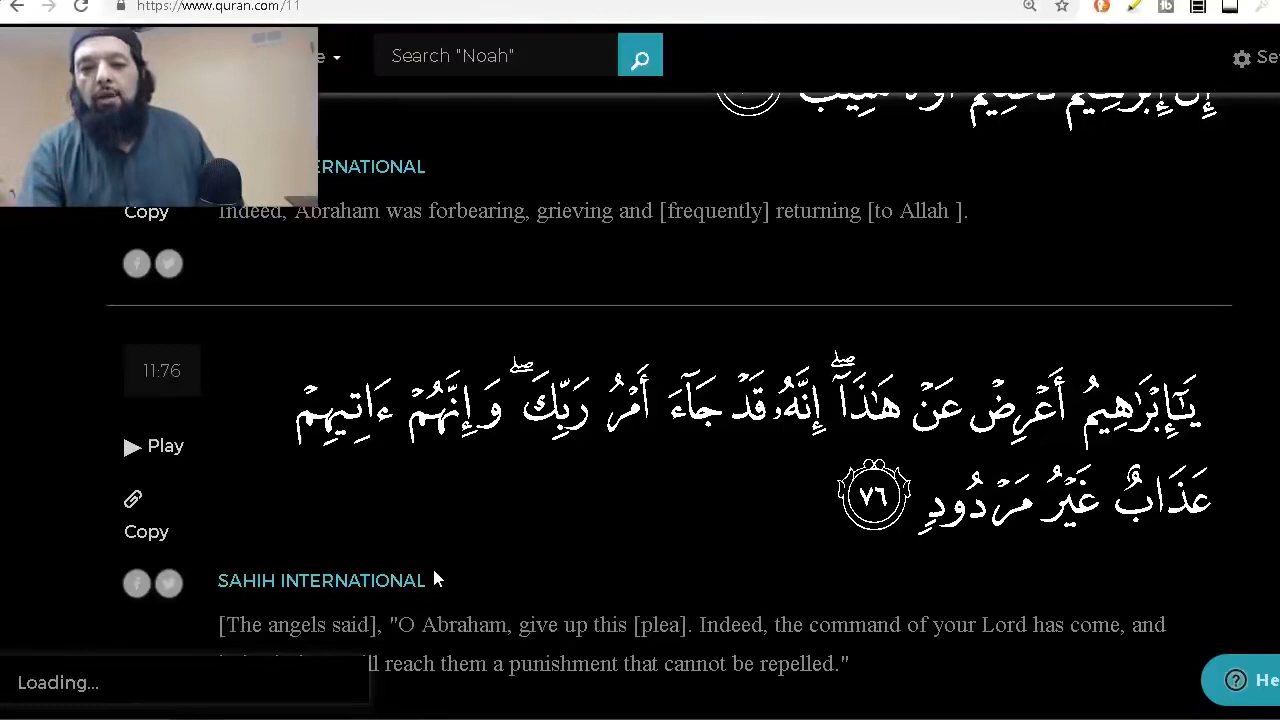 https://www.quran.com/11
e
Search "Noah"
Se
إِنَّ إِبْرَٰهِيمَ لَحَلِيمٌ أَوَّٰهٌ مُّنِيبٌ
ERNATIONAL
Copy
Indeed, Abraham was forbearing, grieving and [frequently] returning [to Allah ].
11:76
يَٰٓإِبْرَٰهِيمُ أَعْرِضْ عَنْ هَٰذَآ ۖ إِنَّهُۥ قَدْ جَآءَ أَمْرُ رَبِّكَ ۖ وَإِنَّهُمْ ءَاتِيهِمْ
عَذَابٌ غَيْرُ مَرْدُودٍ ٧٦
Play
Copy
SAHIH INTERNATIONAL
[The angels said], "O Abraham, give up this [plea]. Indeed, the command of your Lord has come, and
ll reach them a punishment that cannot be repelled."
Loading...
? He